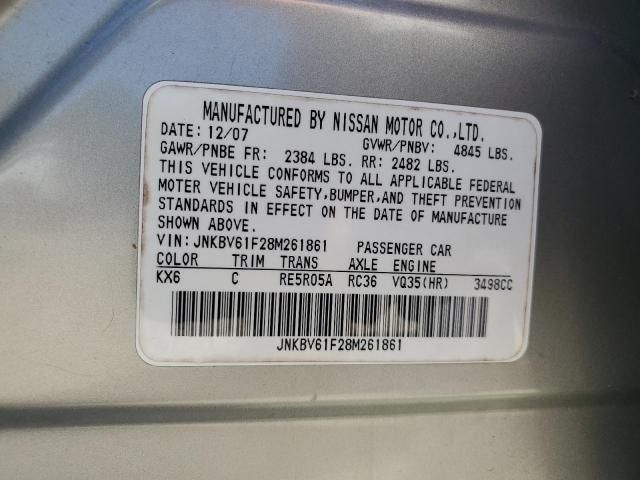 MANUFACTURED BY NISSAN MOTOR CO.,LTD.
DATE: 12/07 GVWR/PNBV: 4845 LBS.
GAWR/PNBE FR: 2384 LBS. RR: 2482 LBS.
THIS VEHICLE CONFORMS TO ALL APPLICABLE FEDERAL
MOTER VEHICLE SAFETY,BUMPER,AND THEFT PREVENTION
STANDARDS IN EFFECT ON THE DATE OF MANUFACTURE
SHOWN ABOVE.
VIN: JNKBV61F28M261861 PASSENGER CAR
COLOR TRIM TRANS AXLE ENGINE
KX6 C RE5R05A RC36 VQ35(HR) 3498CC
JNKBV61F28M261861